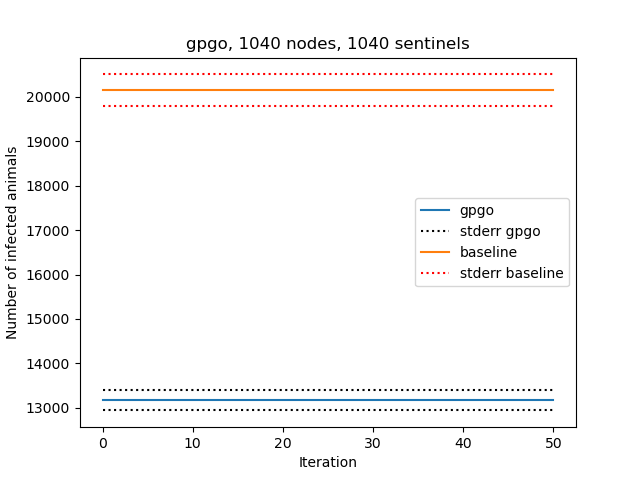 gpgo, 1040 nodes, 1040 sentinels
Number of infected animals
20000
19000
18000
17000
16000
15000
14000
13000
gpgo
stderr gpgo
baseline
stderr baseline
0 10 20 30 40 50
Iteration